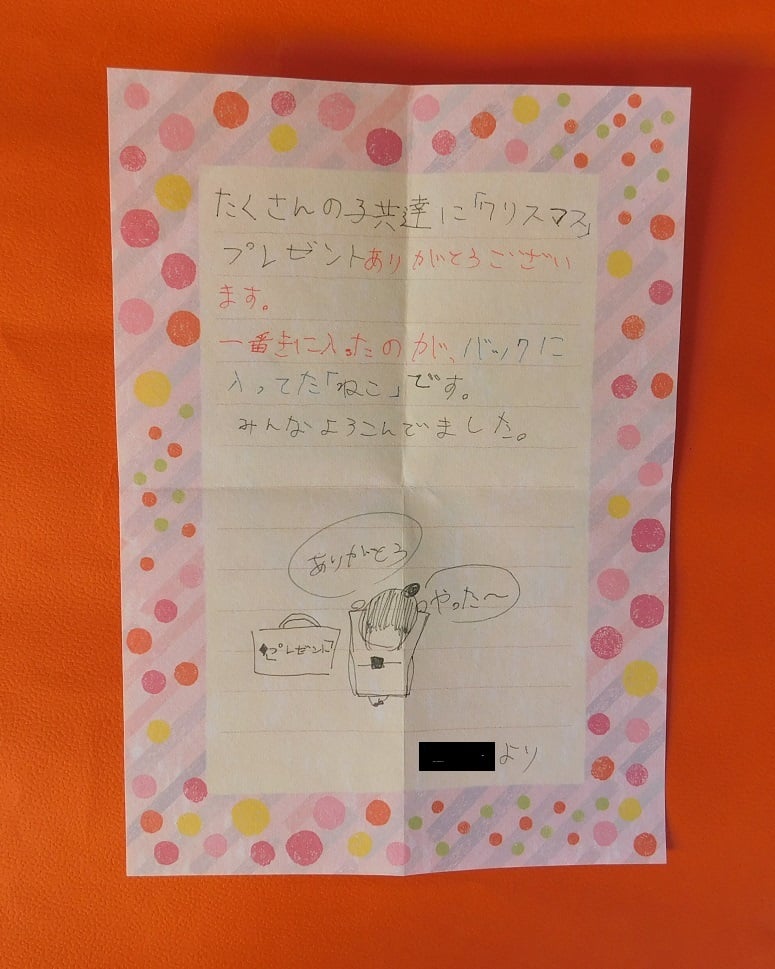 たくさんの子共達に「クリスマス」
プレゼントありがとうござい
ます。
一番きに入ったのが、バックに
入ってた「ねこ」です。
みんなよろこんでました。
ありがとう
やった〜
「プレゼント」
より